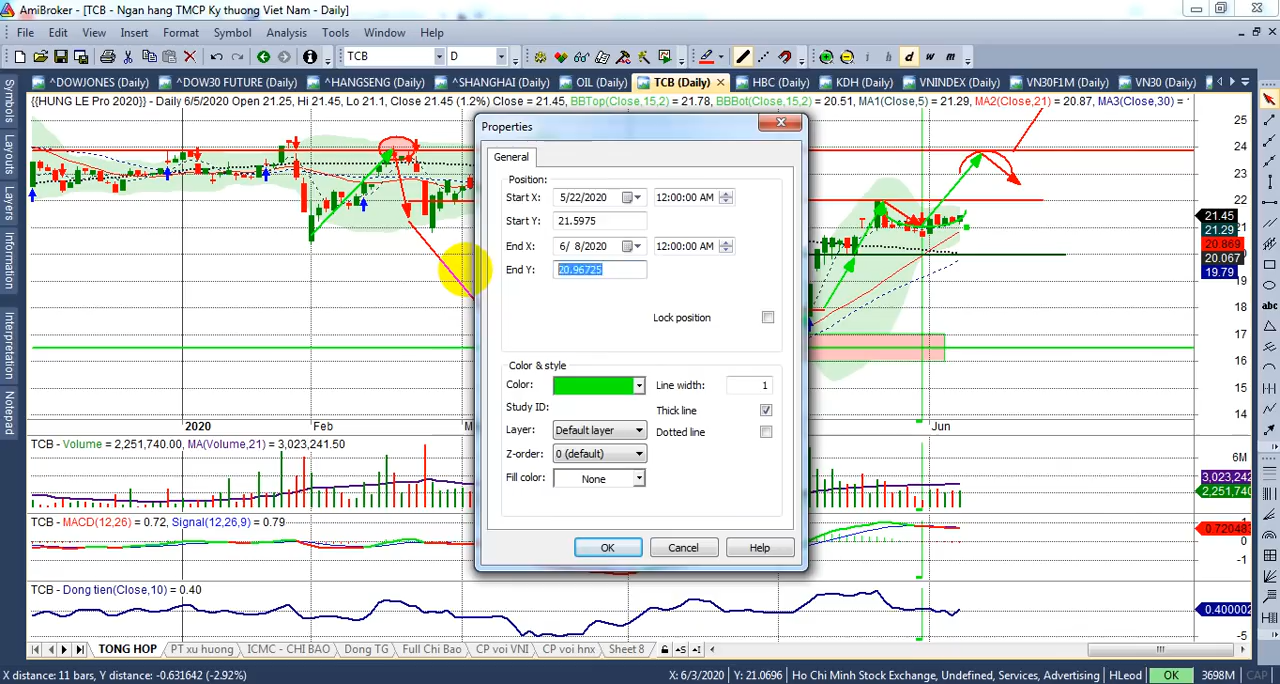 AmiBroker - [TCB - Ngan hang TMCP Ky thuong Viet Nam - Daily]
File Edit View Insert Format Symbol Analysis Tools Window Help
TCB D i h d w m
^DOWJONES (Daily) ^DOW30 FUTURE (Daily) ^HANGSENG (Daily) ^SHANGHAI (Daily) OIL (Daily) TCB (Daily) HBC (Daily) KDH (Daily) VNINDEX (Daily) VN30F1M (Daily) VN30 (Daily)
{{HUNG LE Pro 2020}} - Daily 6/5/2020 Open 21.25, Hi 21.45, Lo 21.1, Close 21.45 (1.2%) Close = 21.45, BBTop(Close,15,2) = 21.78, BBBot(Close,15,2) = 20.51, MA1(Close,5) = 21.29, MA2(Close,21) = 20.87, MA3(Close,30) =
Symbols
Layouts
Layers
Information
Interpretation
Notepad
Properties
General
Position:
Start X: 5/22/2020 12:00:00 AM
Start Y: 21.5975
End X: 6/ 8/2020 12:00:00 AM
End Y: 20.96725
Lock position
Color & style
Color: Line width: 1
Study ID: Thick line
Layer: Default layer Dotted line
Z-order: 0 (default)
Fill color: None
OK Cancel Help
25
24
23
22
21.45
21.29
21
20.869
20.067
19.79
19
18
17
16
15
14
abc
2020 Feb Jun
TCB - Volume = 2,251,740.00, MA(Volume,21) = 3,023,241.50
6M
3,023,242
2,251,740
TCB - MACD(12,26) = 0.72, Signal(12,26,9) = 0.79
1
0.720483
0
-1
TCB - Dong tien(Close,10) = 0.40
0.400002
-5
TONG HOP PT xu huong ICMC - CHI BAO Dong TG Full Chi Bao CP voi VNI CP voi hnx Sheet 8
X distance: 11 bars, Y distance: -0.631642 (-2.92%) X: 6/3/2020 Y: 21.0696 Ho Chi Minh Stock Exchange, Undefined, Services, Advertising HLeod OK 3698M CAP